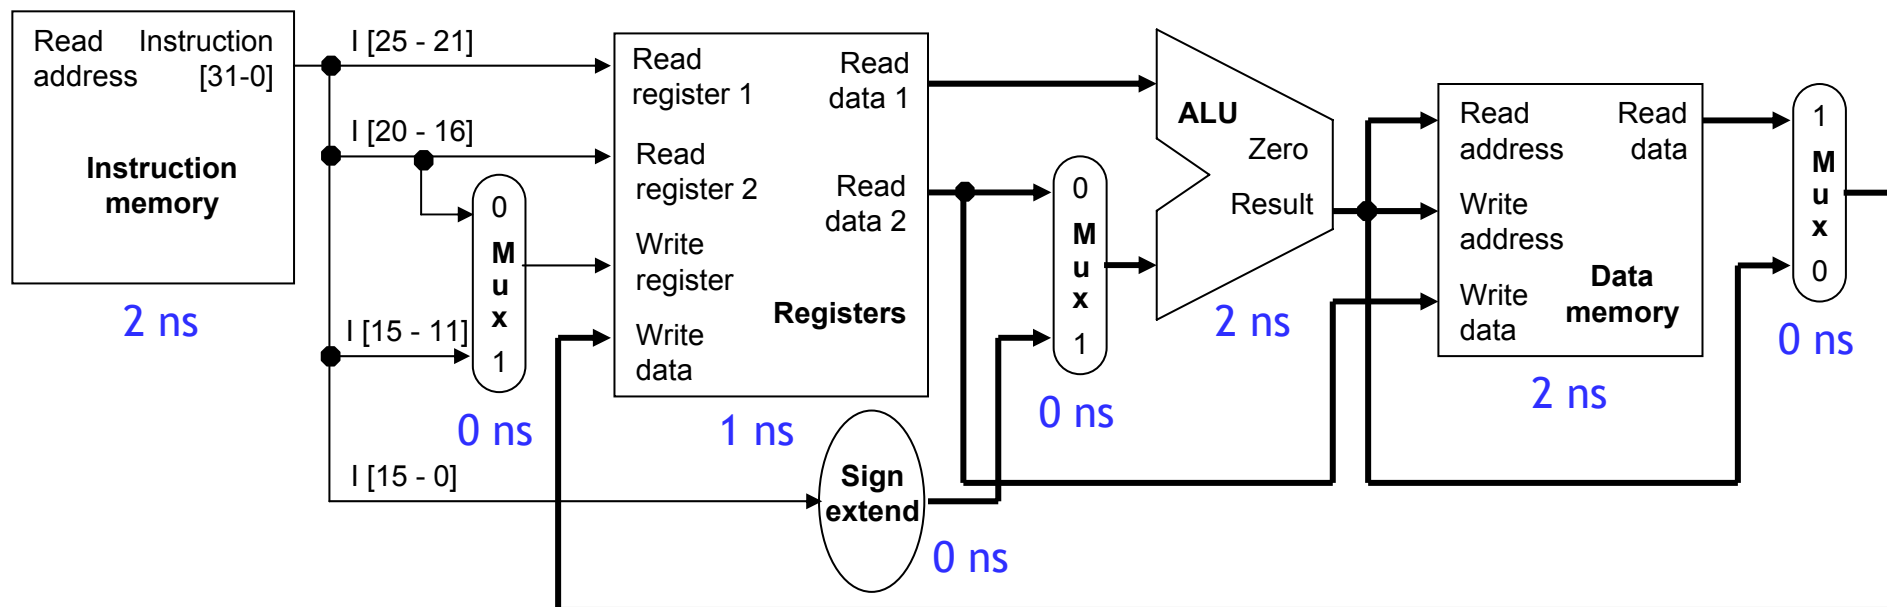 Read Instruction
address [31-0]
Instruction
memory
2 ns
I [25 - 21]
I [20 - 16]
I [15 - 11]
I [15 - 0]
0
M
u
x
1
0 ns
Read
register 1
Read
data 1
Read
register 2
Read
data 2
Write
register
Write
data
Registers
1 ns
Sign
extend
0 ns
0
M
u
x
1
0 ns
ALU
Zero
Result
2 ns
Read
address
Read
data
Write
address
Write
data
Data
memory
2 ns
1
M
u
x
0
0 ns